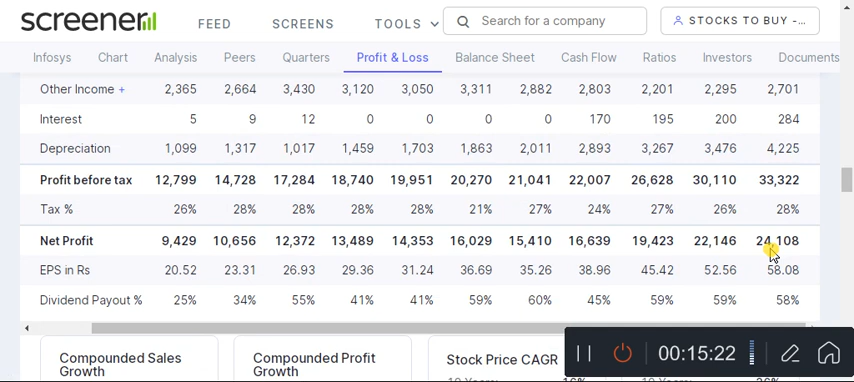 screener
FEED SCREENS TOOLS Search for a company STOCKS TO BUY -...
Infosys Chart Analysis Peers Quarters Profit & Loss Balance Sheet Cash Flow Ratios Investors Documents
Other Income + 2,365 2,664 3,430 3,120 3,050 3,311 2,882 2,803 2,201 2,295 2,701
Interest 5 9 12 0 0 0 0 170 195 200 284
Depreciation 1,099 1,317 1,017 1,459 1,703 1,863 2,011 2,893 3,267 3,476 4,225
Profit before tax 12,799 14,728 17,284 18,740 19,951 20,270 21,041 22,007 26,628 30,110 33,322
Tax % 26% 28% 28% 28% 28% 21% 27% 24% 27% 26% 28%
Net Profit 9,429 10,656 12,372 13,489 14,353 16,029 15,410 16,639 19,423 22,146 24,108
EPS in Rs 20.52 23.31 26.93 29.36 31.24 36.69 35.26 38.96 45.42 52.56 58.08
Dividend Payout % 25% 34% 55% 41% 41% 59% 60% 45% 59% 59% 58%
Compounded Sales
Growth
Compounded Profit
Growth
Stock Price CAGR
00:15:22